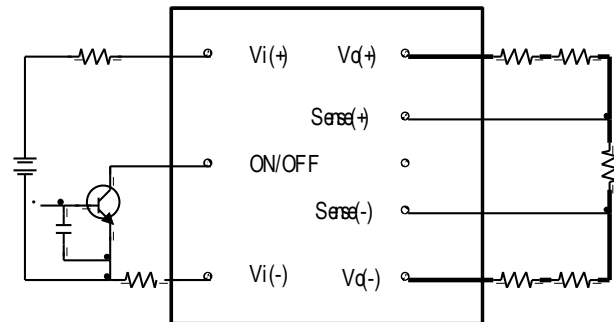 Vi(+) Vo(+)
Sense(+)
ON/OFF
Sense(-)
Vi(-) Vo(-)